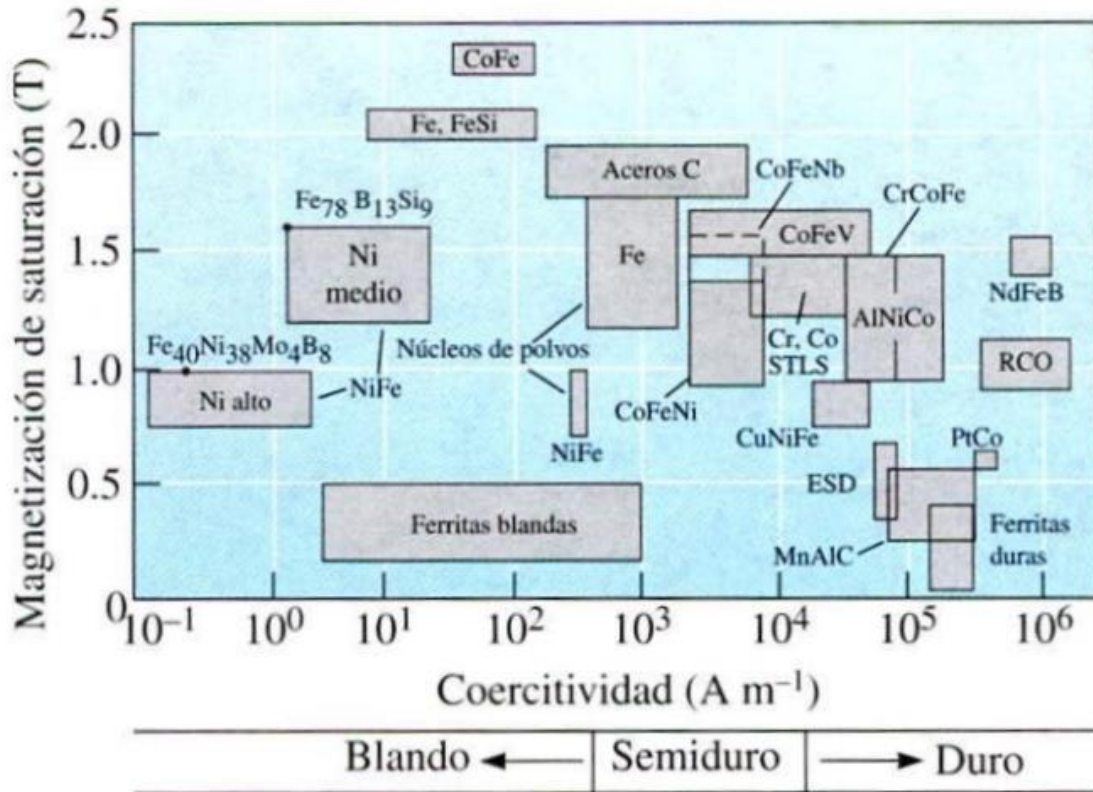 Magnetización de saturación (T)
2.5
2.0
1.5
1.0
0.5
0
CoFe
Fe, FeSi
Aceros C
CoFeNb
CrCoFe
Fe78 B13Si9
CoFeV
Ni
medio
Fe
NdFeB
AlNiCo
Fe40Ni38Mo4B8
Núcleos de polvos
Cr, Co
STLS
RCO
Ni alto
NiFe
CoFeNi
CuNiFe
PtCo
NiFe
ESD
Ferritas blandas
Ferritas
duras
MnAlC
10–1 100 101 102 103 104 105 106
Coercitividad (A m–1)
Blando Semiduro Duro